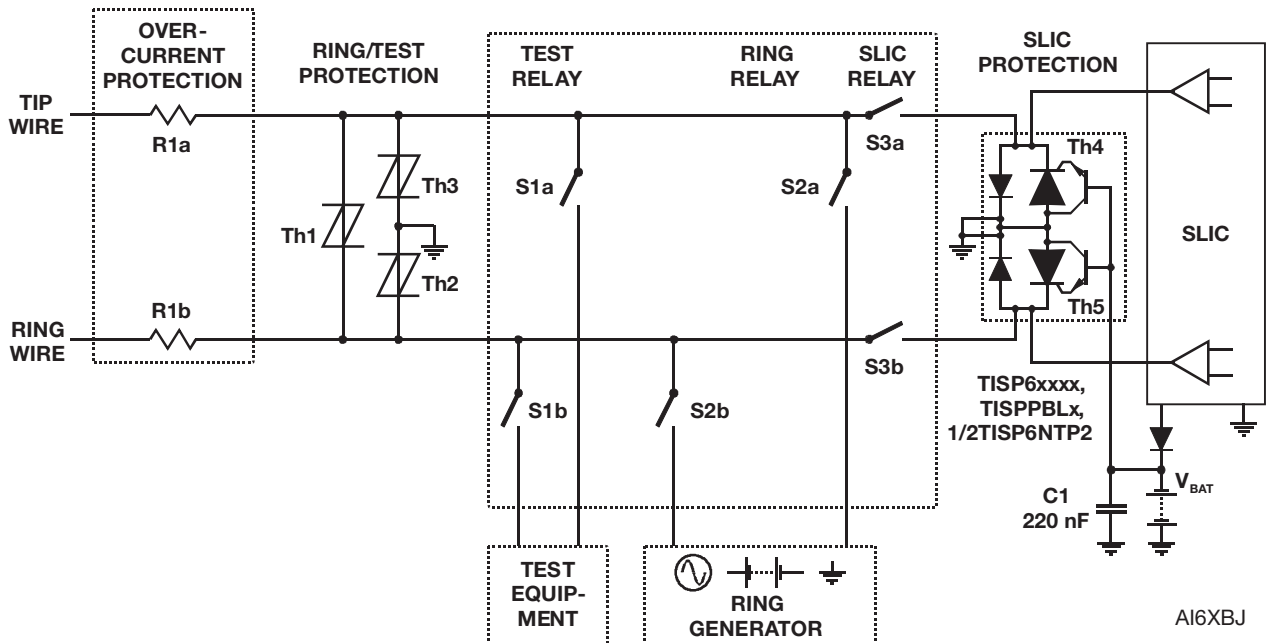 OVER-
CURRENT
PROTECTION
RING/TEST
PROTECTION
TEST
RELAY
RING
RELAY
SLIC
RELAY
SLIC
PROTECTION
TIP
WIRE
R1a
S3a
Th4
Th3
S1a
S2a
Th1
SLIC
Th2
R1b
Th5
RING
WIRE
S3b
S1b
S2b
TISP6xxxx,
TISPPBLx,
1/2TISP6NTP2
VBAT
C1
220 nF
TEST
EQUIP-
MENT
RING
GENERATOR
AI6XBJ